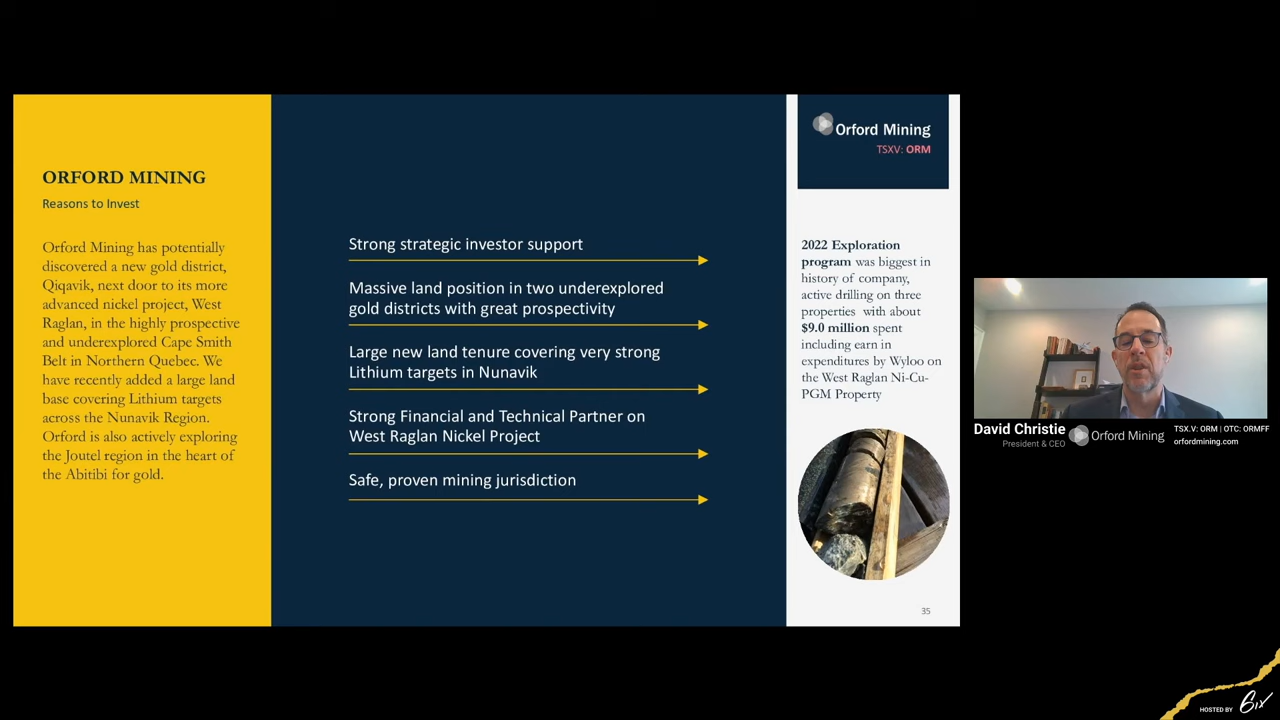 ORFORD MINING
Reasons to Invest
Orford Mining has potentially
discovered a new gold district,
Qiqavik, next door to its more
advanced nickel project, West
Raglan, in the highly prospective
and underexplored Cape Smith
Belt in Northern Quebec. We
have recently added a large land
base covering Lithium targets
across the Nunavik Region.
Orford is also actively exploring
the Joutel region in the heart of
the Abitibi for gold.
Strong strategic investor support
Massive land position in two underexplored
gold districts with great prospectivity
Large new land tenure covering very strong
Lithium targets in Nunavik
Strong Financial and Technical Partner on
West Raglan Nickel Project
Safe, proven mining jurisdiction
Orford Mining
TSXV: ORM
2022 Exploration
program was biggest in
history of company,
active drilling on three
properties with about
$9.0 million spent
including earn in
expenditures by Wyloo on
the West Raglan Ni-Cu-
PGM Property
35
David Christie
President & CEO
Orford Mining
TSX.V: ORM | OTC: ORMFF
orfordmining.com
HOSTED BY 6ix